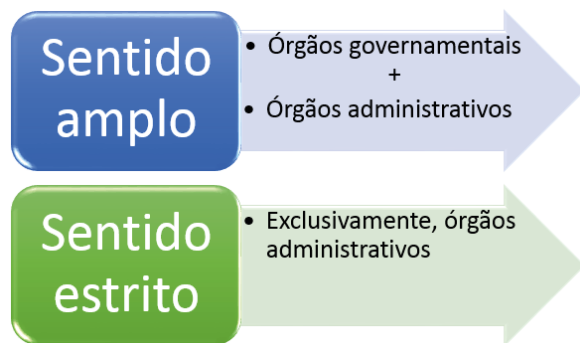 Sentido
amplo
• Órgãos governamentais
+
• Órgãos administrativos
Sentido
estrito
• Exclusivamente, órgãos
administrativos